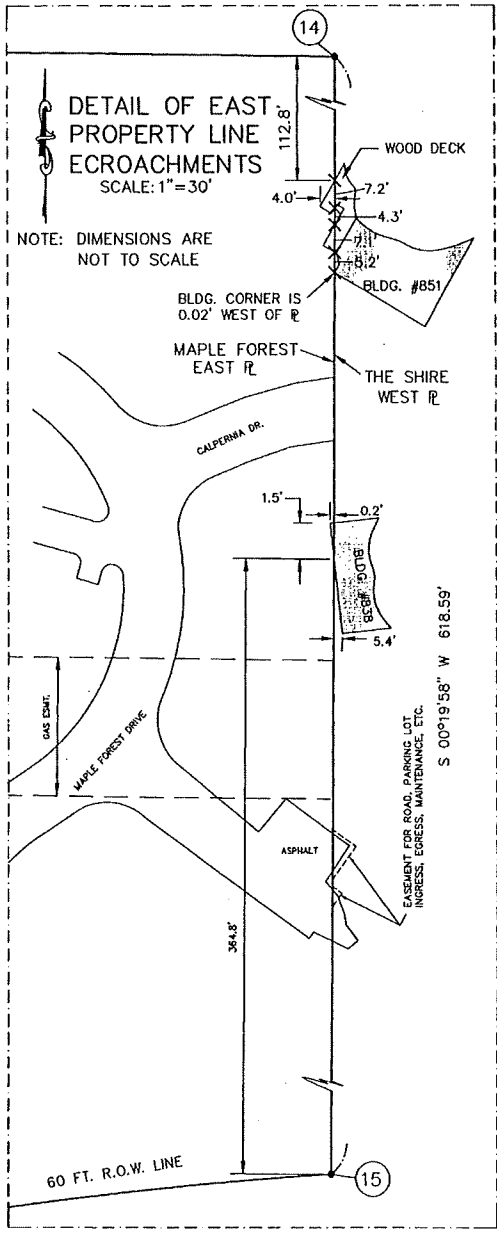 14
DETAIL OF EAST
PROPERTY LINE
ECROACHMENTS
SCALE: 1"=30'
NOTE: DIMENSIONS ARE
NOT TO SCALE
112.8'
WOOD DECK
4.0'
7.2'
4.3'
7.1'
BLDG. #851
BLDG. CORNER IS
0.02' WEST OF ⅊
MAPLE FOREST
EAST ⅊
THE SHIRE
WEST ⅊
CALPERNIA DR.
1.5'
0.2'
BLDG. #838
5.4'
S 00°19'58" W 618.59'
GAS ESMT.
MAPLE FOREST DRIVE
ASPHALT
EASEMENT FOR ROAD, PARKING LOT
INGRESS, EGRESS, MAINTENANCE, ETC.
364.8'
60 FT. R.O.W. LINE
15